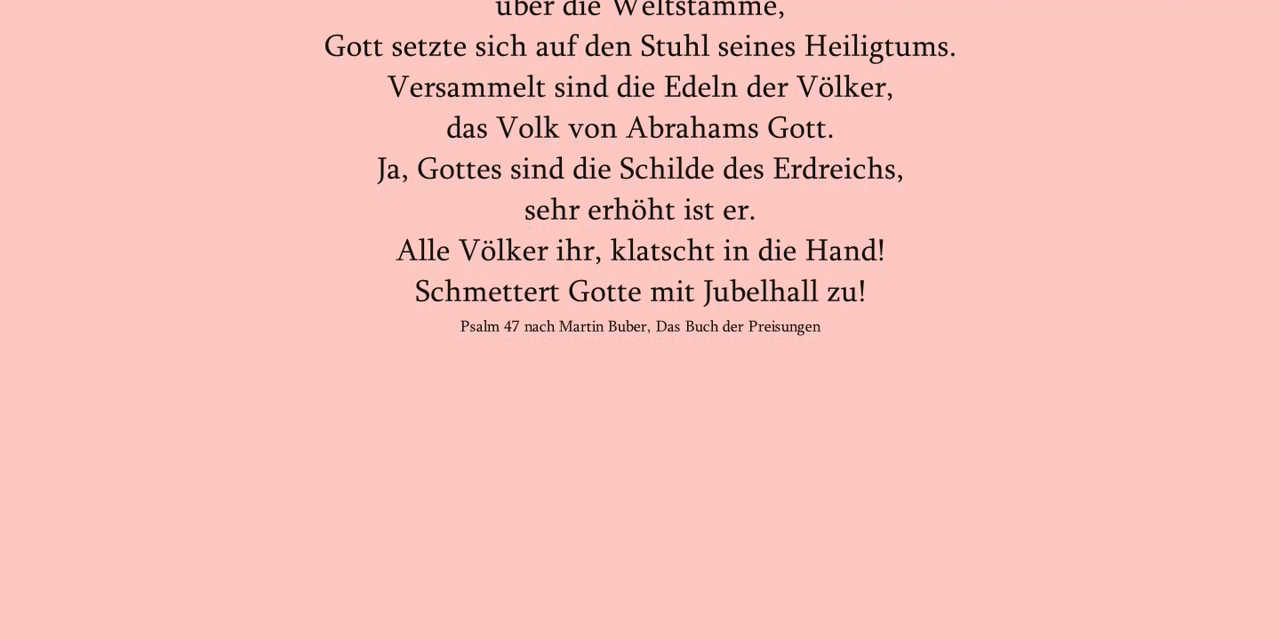 über die Weltstämme,
Gott setzte sich auf den Stuhl seines Heiligtums.
Versammelt sind die Edeln der Völker,
das Volk von Abrahams Gott.
Ja, Gottes sind die Schilde des Erdreichs,
sehr erhöht ist er.
Alle Völker ihr, klatscht in die Hand!
Schmettert Gotte mit Jubelhall zu!
Psalm 47 nach Martin Buber, Das Buch der Preisungen